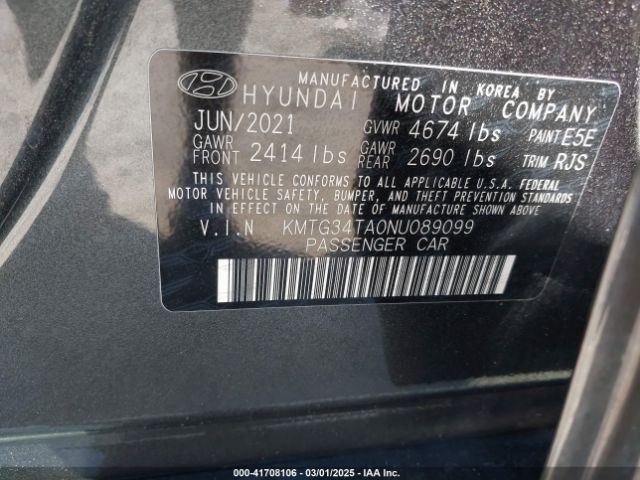 MANUFACTURED IN KOREA BY
HYUNDAI MOTOR COMPANY
JUN/2021 GVWR 4674 lbs PAINT E5E
GAWR FRONT 2414 lbs GAWR REAR 2690 lbs TRIM RJS
THIS VEHICLE CONFORMS TO ALL APPLICABLE U.S.A. FEDERAL
MOTOR VEHICLE SAFETY, BUMPER, AND THEFT PREVENTION STANDARDS
IN EFFECT ON THE DATE OF MANUFACTURE SHOWN ABOVE.
V.I.N KMTG34TA0NU089099
PASSENGER CAR
000-41708106 - 03/01/2025 - IAA Inc.